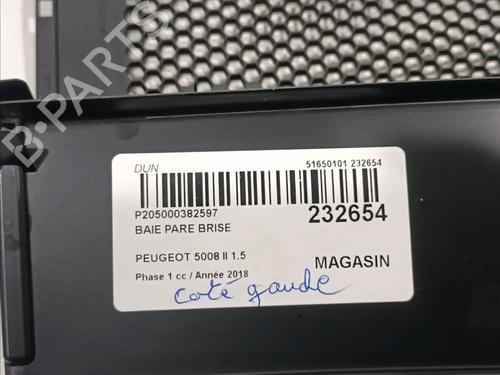 B-PARTS
DUN 51650101 232654
P205000382597 232654
BAIE PARE BRISE
PEUGEOT 5008 II 1.5
Phase 1 cc / Année 2018 MAGASIN
coté gauche